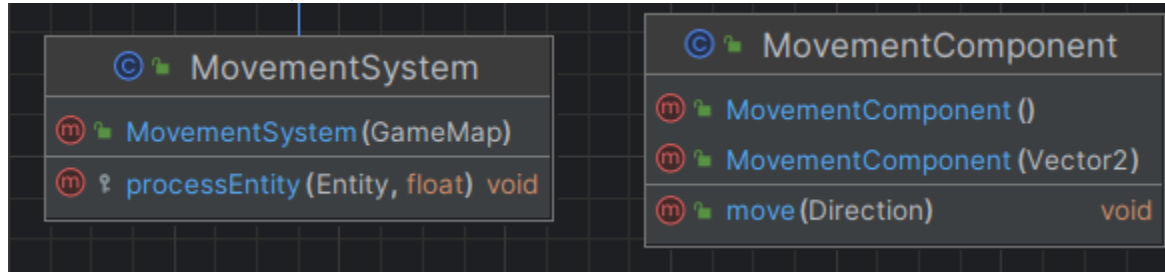 MovementSystem
MovementSystem(GameMap)
processEntity(Entity, float) void
MovementComponent
MovementComponent()
MovementComponent(Vector2)
move(Direction) void